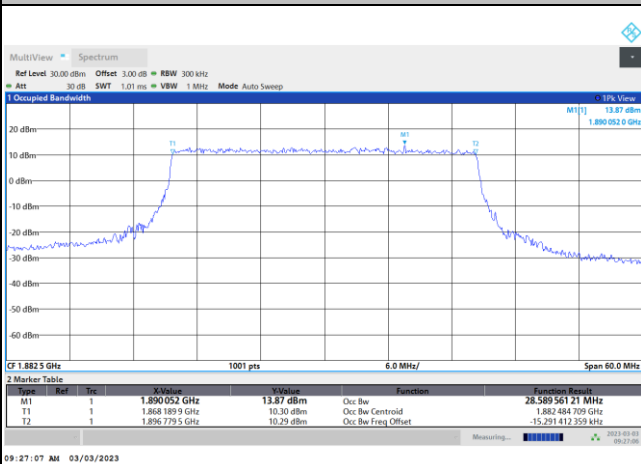 MultiView Spectrum
Ref Level 30.00 dBm Offset 3.00 dB RBW 300 kHz
Att 30 dB SWT 1.01 ms VBW 1 MHz Mode Auto Sweep
1 Occupied Bandwidth 1Pk View
M1[1] 13.87 dBm
1.890 052 0 GHz
20 dBm
M1
T1 T2
10 dBm
0 dBm
-10 dBm
-20 dBm
-30 dBm
-40 dBm
-50 dBm
-60 dBm
CF 1.882 5 GHz 1001 pts 6.0 MHz/ Span 60.0 MHz
2 Marker Table
Type Ref Trc X-Value Y-Value Function Function Result
M1 1 1.890 052 GHz 13.87 dBm Occ Bw 28.589 561 21 MHz
T1 1 1.868 189 9 GHz 10.30 dBm Occ Bw Centroid 1.882 484 709 GHz
T2 1 1.896 779 5 GHz 10.29 dBm Occ Bw Freq Offset -15.291 412 359 kHz
Measuring... 2023-03-03
09:27:06
09:27:07 AM 03/03/2023